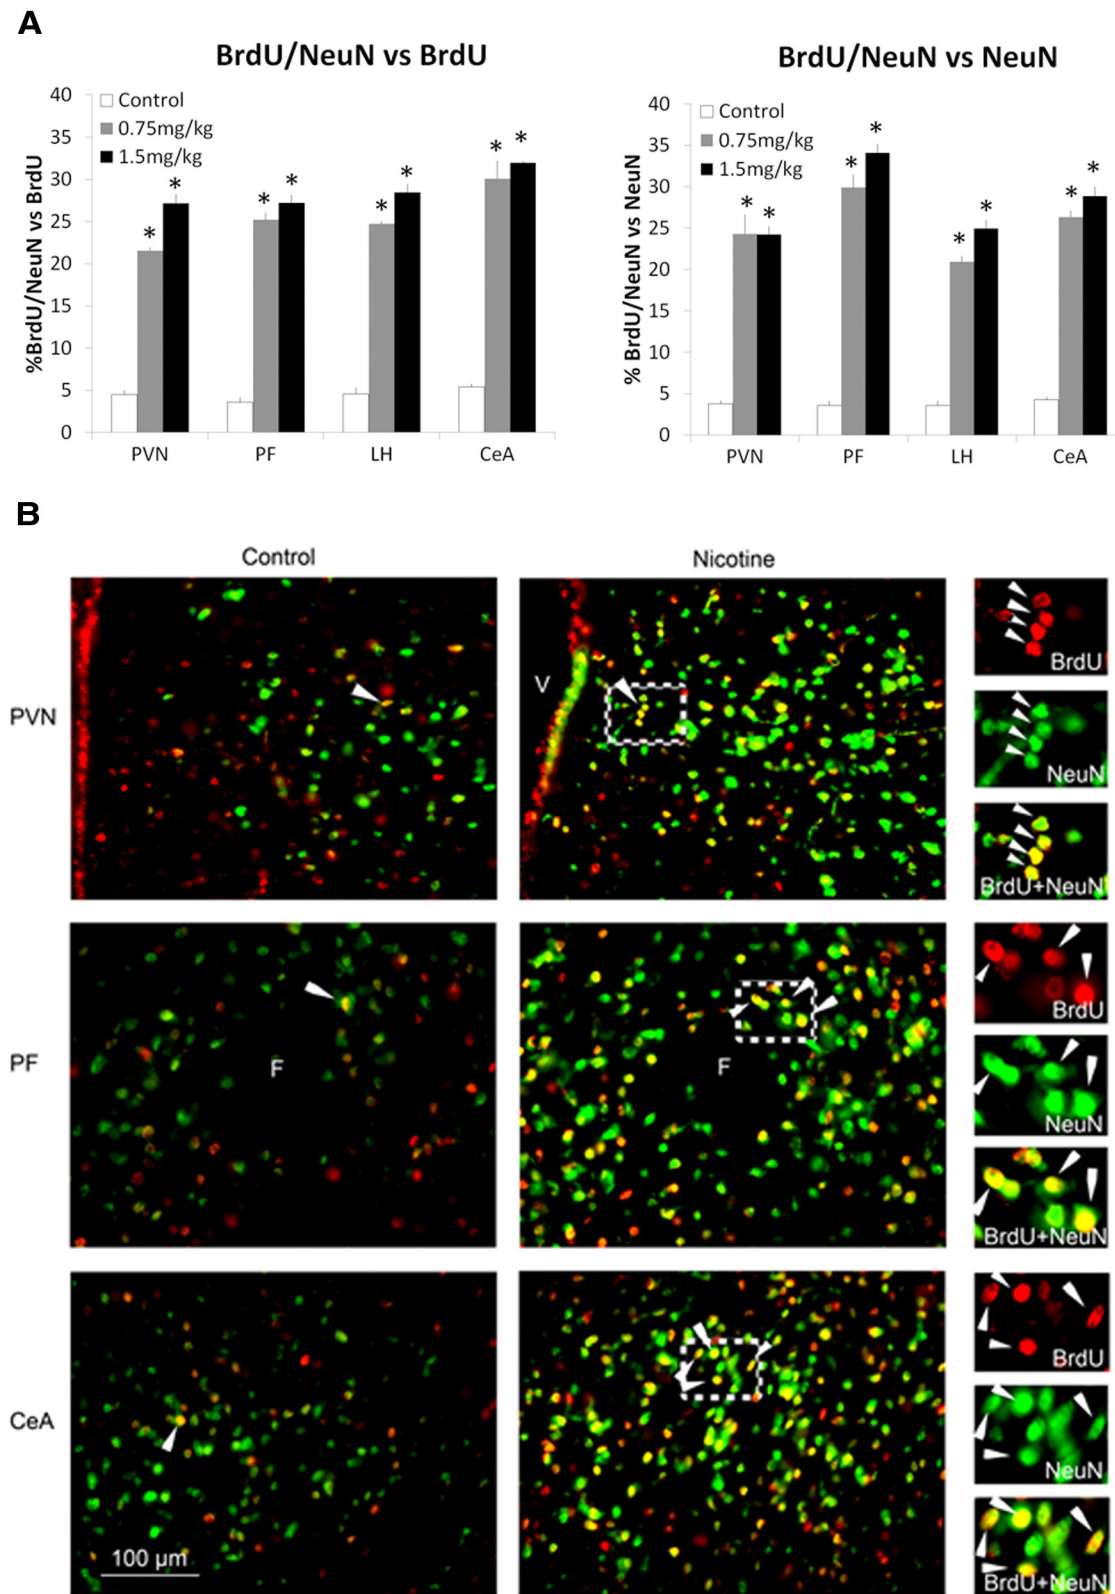 A
BrdU/NeuN vs BrdU
%BrdU/NeuN vs BrdU
40
35
30
25
20
15
10
5
0
Control
0.75mg/kg
1.5mg/kg
* * * * * * * *
PVN PF LH CeA
BrdU/NeuN vs NeuN
% BrdU/NeuN vs NeuN
40
35
30
25
20
15
10
5
0
Control
0.75mg/kg
1.5mg/kg
* * * * * * * *
PVN PF LH CeA
B
Control Nicotine
PVN
V
BrdU
NeuN
BrdU+NeuN
PF
F
F
BrdU
NeuN
BrdU+NeuN
CeA
100 µm
BrdU
NeuN
BrdU+NeuN